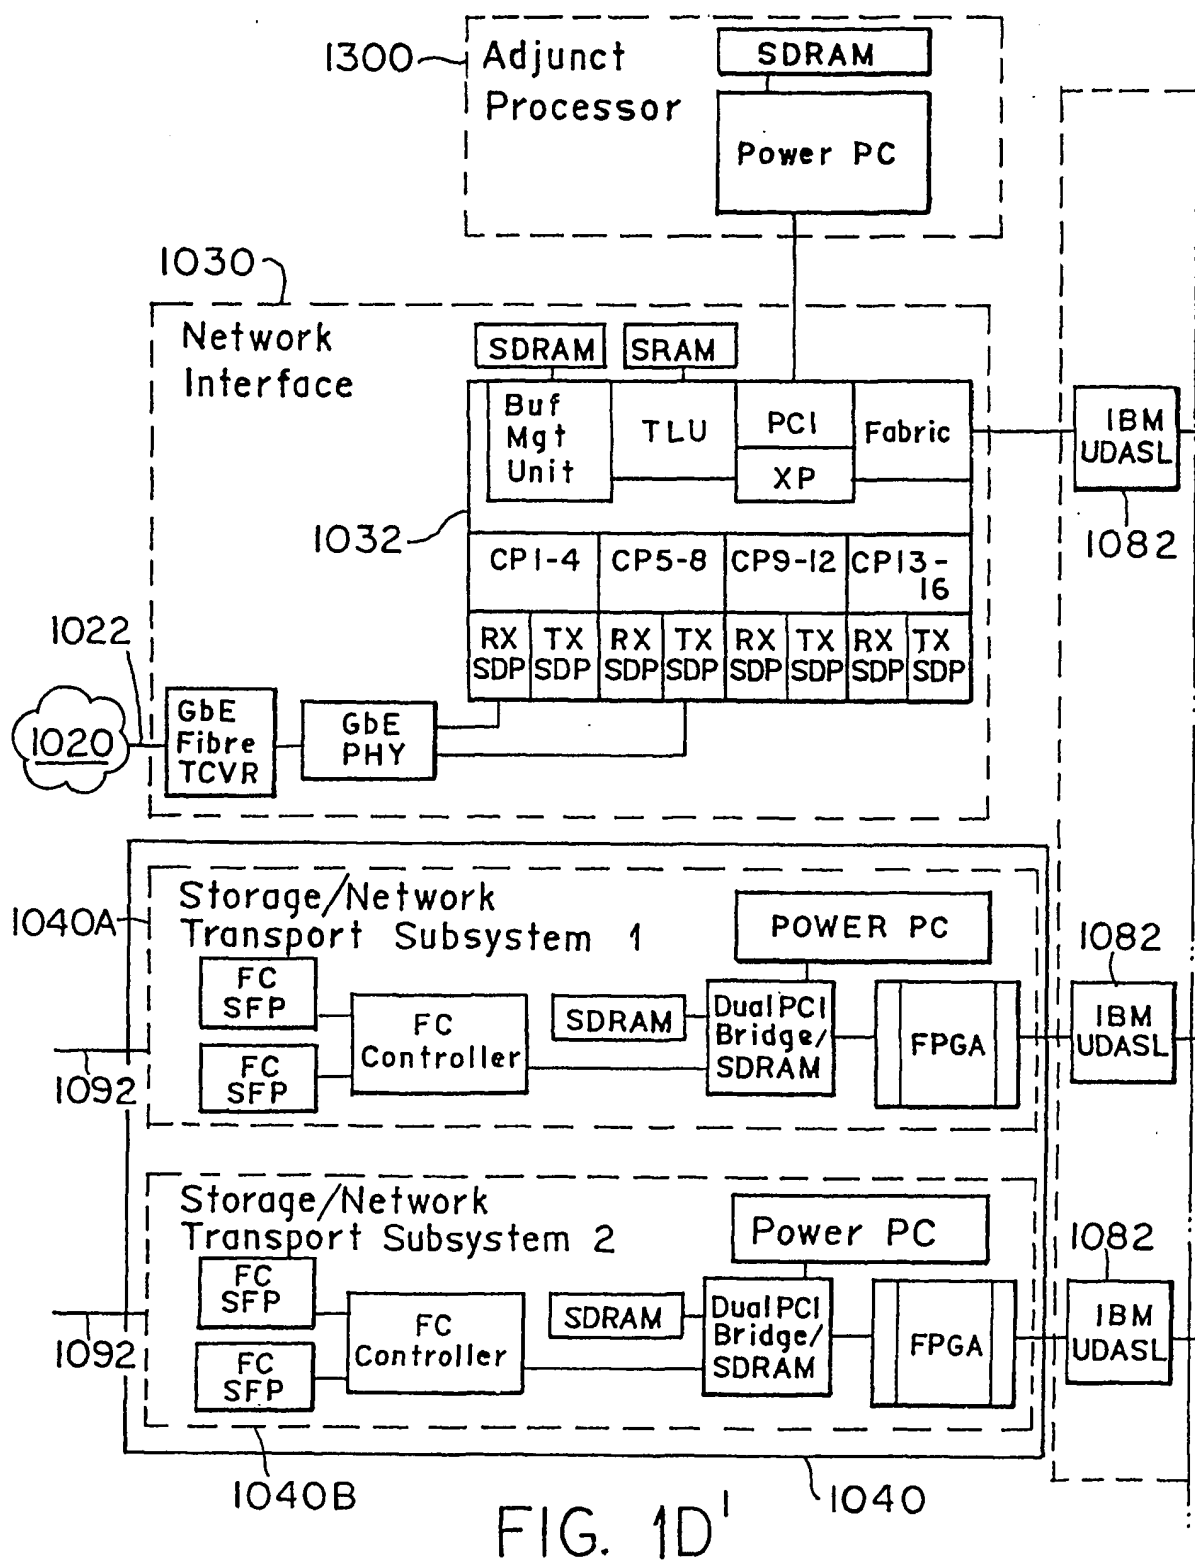 1300
Adjunct
Processor
SDRAM
Power PC
1030
Network
Interface
SDRAM
SRAM
Buf
Mgt
Unit
TLU
PCI
XP
Fabric
IBM
UDASL
1082
1032
CP1-4
CP5-8
CP9-12
CP13-
16
RX
SDP
TX
SDP
RX
SDP
TX
SDP
RX
SDP
TX
SDP
RX
SDP
TX
SDP
1022
1020
GbE
Fibre
TCVR
GbE
PHY
1040A
Storage/Network
Transport Subsystem 1
POWER PC
FC
SFP
FC
SFP
FC
Controller
SDRAM
Dual PCI
Bridge/
SDRAM
FPGA
1082
IBM
UDASL
1092
Storage/Network
Transport Subsystem 2
Power PC
FC
SFP
FC
SFP
FC
Controller
SDRAM
Dual PCI
Bridge/
SDRAM
FPGA
1082
IBM
UDASL
1092
1040B
1040
FIG. 1D'